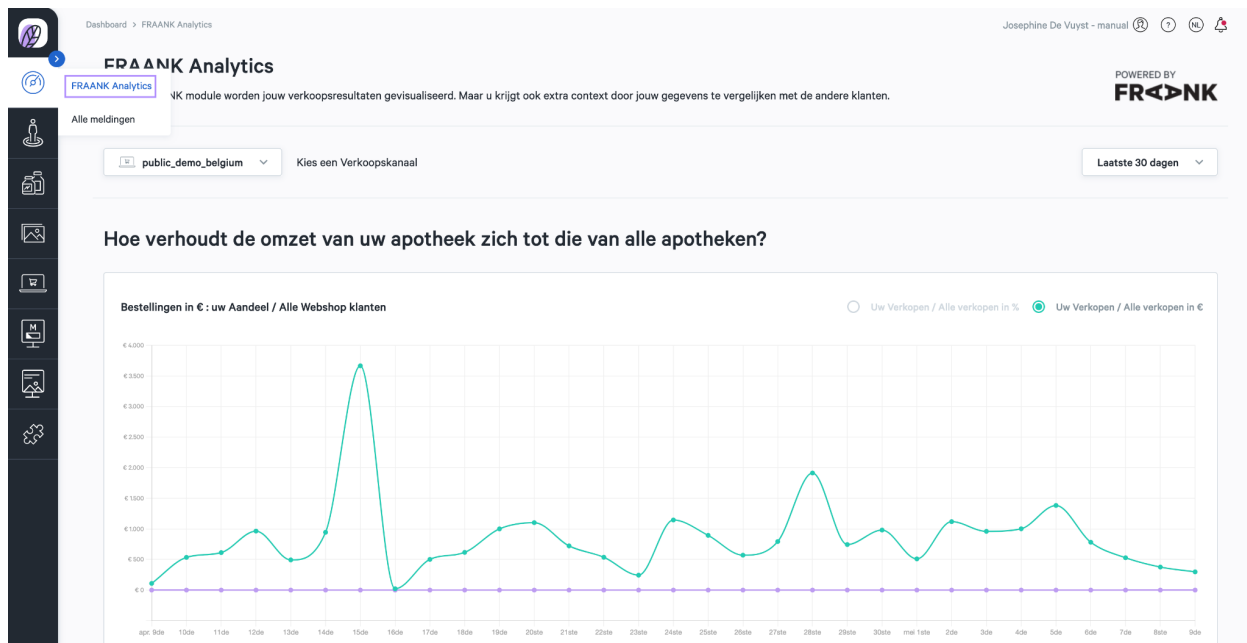 Dashboard > FRAANK Analytics
Josephine De Vuyst - manual
?
NL
FRAANK Analytics
FRAANK Analytics
NK module worden jouw verkoopsresultaten gevisualiseerd. Maar u krijgt ook extra context door jouw gegevens te vergelijken met de andere klanten.
Alle meldingen
POWERED BY
FRAANK
public_demo_belgium
Kies een Verkoopskanaal
Laatste 30 dagen
Hoe verhoudt de omzet van uw apotheek zich tot die van alle apotheken?
Bestellingen in € : uw Aandeel / Alle Webshop klanten
Uw Verkopen / Alle verkopen in %
Uw Verkopen / Alle verkopen in €
M
€ 4.000
€ 3.500
€ 3.000
€ 2.500
€ 2.000
€ 1.500
€ 1.000
€ 500
€ 0
apr. 9de 10de 11de 12de 13de 14de 15de 16de 17de 18de 19de 20ste 21ste 22ste 23ste 24ste 25ste 26ste 27ste 28ste 29ste 30ste mei 1ste 2de 3de 4de 5de 6de 7de 8ste 9de